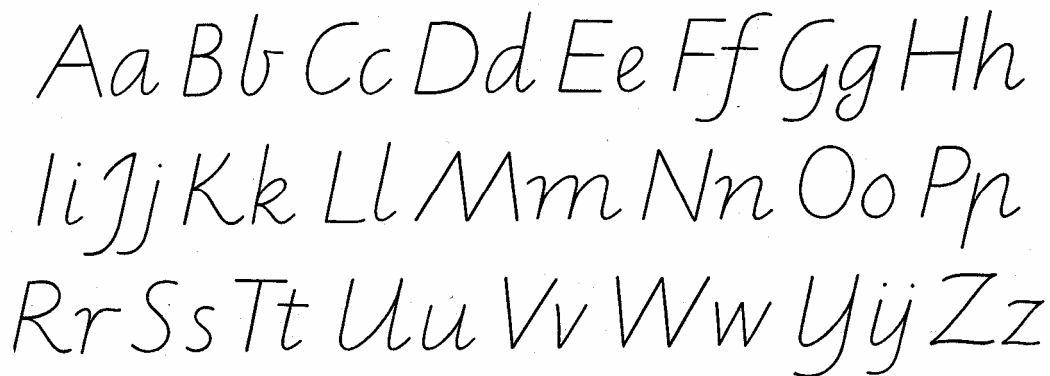 Aa Bb Cc Dd Ee Ff Gg Hh
Ii Jj Kk Ll Mm Nn Oo Pp
Rr Ss Tt Uu Vv Ww Yij Zz